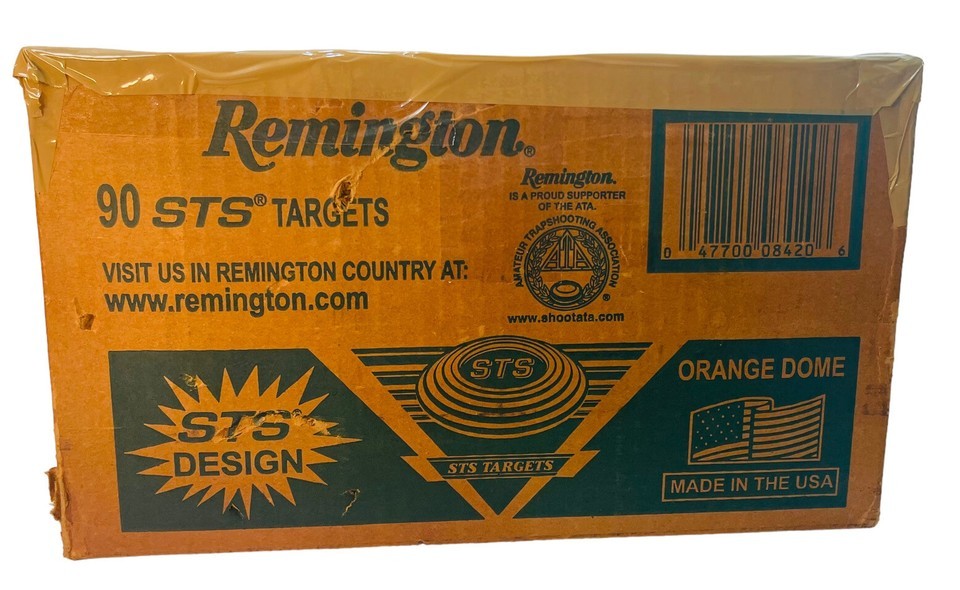 Remington®
90 STS® TARGETS
VISIT US IN REMINGTON COUNTRY AT:
www.remington.com
Remington.
IS A PROUD SUPPORTER
OF THE ATA.
AMATEUR TRAPSHOOTING ASSOCIATION
ATA
®
www.shootata.com
0 47700 08420 6
STS®
DESIGN
STS
STS TARGETS
ORANGE DOME
MADE IN THE USA